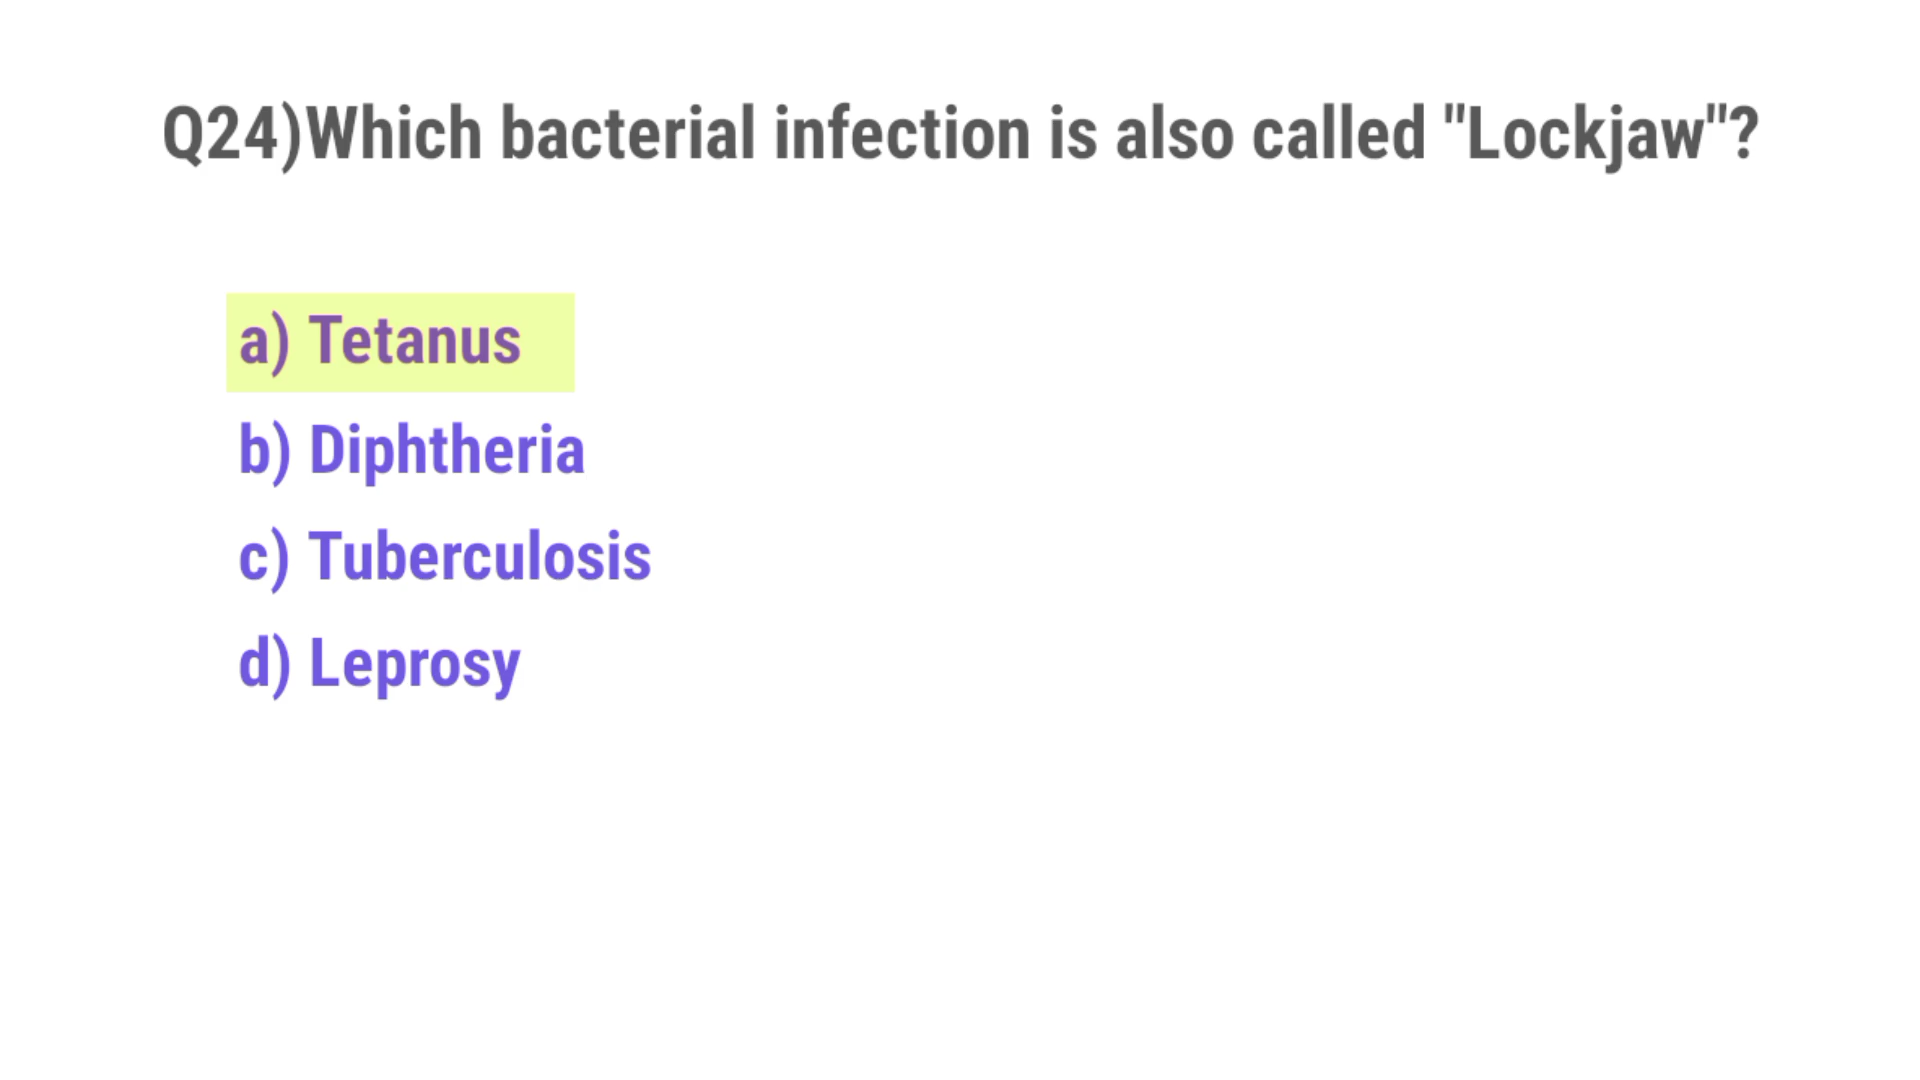 Q24)Which bacterial infection is also called "Lockjaw"?
a) Tetanus
b) Diphtheria
c) Tuberculosis
d) Leprosy